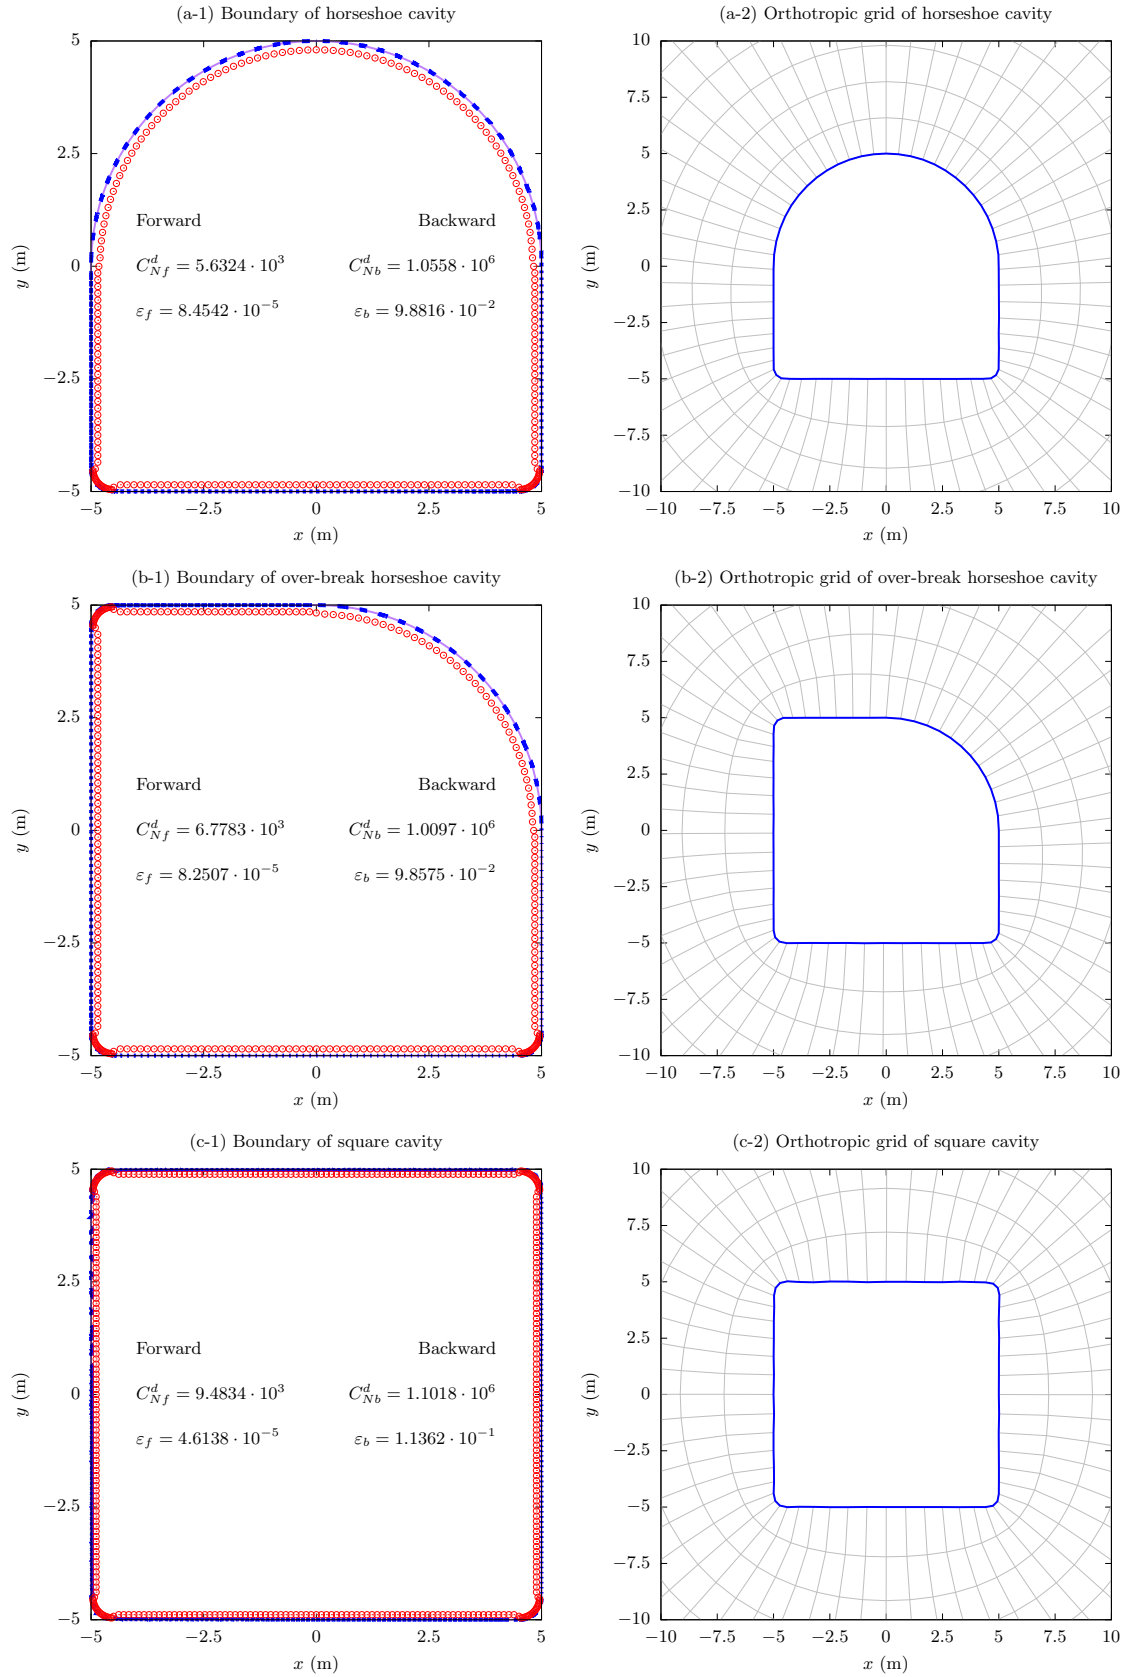 (a-1) Boundary of horseshoe cavity
5
2.5
0
−2.5
−5
y (m)
Forward
Backward
C_{Nf}^d = 5.6324 · 10^3
C_{Nb}^d = 1.0558 · 10^6
ε_f = 8.4542 · 10^{−5}
ε_b = 9.8816 · 10^{−2}
−5 −2.5 0 2.5 5
x (m)
(a-2) Orthotropic grid of horseshoe cavity
10
7.5
5
2.5
0
−2.5
−5
−7.5
−10
y (m)
−10 −7.5 −5 −2.5 0 2.5 5 7.5 10
x (m)
(b-1) Boundary of over-break horseshoe cavity
5
2.5
0
−2.5
−5
y (m)
Forward
Backward
C_{Nf}^d = 6.7783 · 10^3
C_{Nb}^d = 1.0097 · 10^6
ε_f = 8.2507 · 10^{−5}
ε_b = 9.8575 · 10^{−2}
−5 −2.5 0 2.5 5
x (m)
(b-2) Orthotropic grid of over-break horseshoe cavity
10
7.5
5
2.5
0
−2.5
−5
−7.5
−10
y (m)
−10 −7.5 −5 −2.5 0 2.5 5 7.5 10
x (m)
(c-1) Boundary of square cavity
5
2.5
0
−2.5
−5
y (m)
Forward
Backward
C_{Nf}^d = 9.4834 · 10^3
C_{Nb}^d = 1.1018 · 10^6
ε_f = 4.6138 · 10^{−5}
ε_b = 1.1362 · 10^{−1}
−5 −2.5 0 2.5 5
x (m)
(c-2) Orthotropic grid of square cavity
10
7.5
5
2.5
0
−2.5
−5
−7.5
−10
y (m)
−10 −7.5 −5 −2.5 0 2.5 5 7.5 10
x (m)